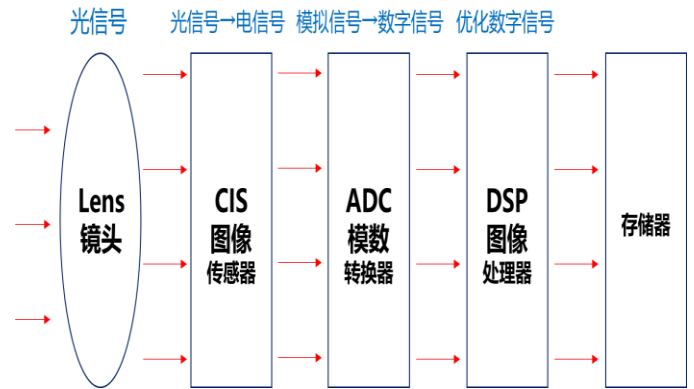 光信号
光信号→电信号
模拟信号→数字信号
优化数字信号
Lens
镜头
CIS
图像
传感器
ADC
模数
转换器
DSP
图像
处理器
存储器